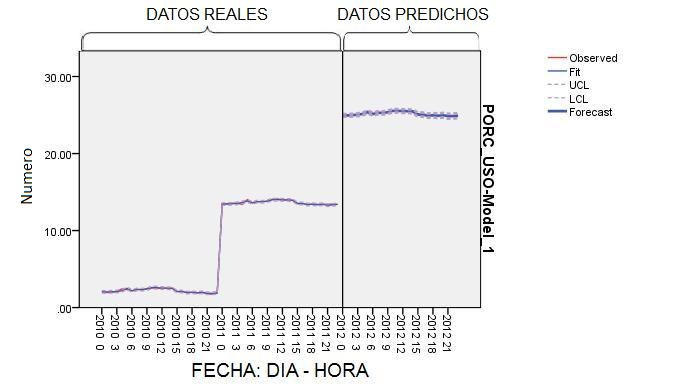 DATOS REALES
DATOS PREDICHOS
30.00
20.00
10.00
.00
Numero
2010 0
2010 3
2010 6
2010 9
2010 12
2010 15
2010 18
2010 21
2011 0
2011 3
2011 6
2011 9
2011 12
2011 15
2011 18
2011 21
2012 0
2012 3
2012 6
2012 9
2012 12
2012 15
2012 18
2012 21
FECHA: DIA - HORA
PORC_USO-Model_1
Observed
Fit
UCL
LCL
Forecast